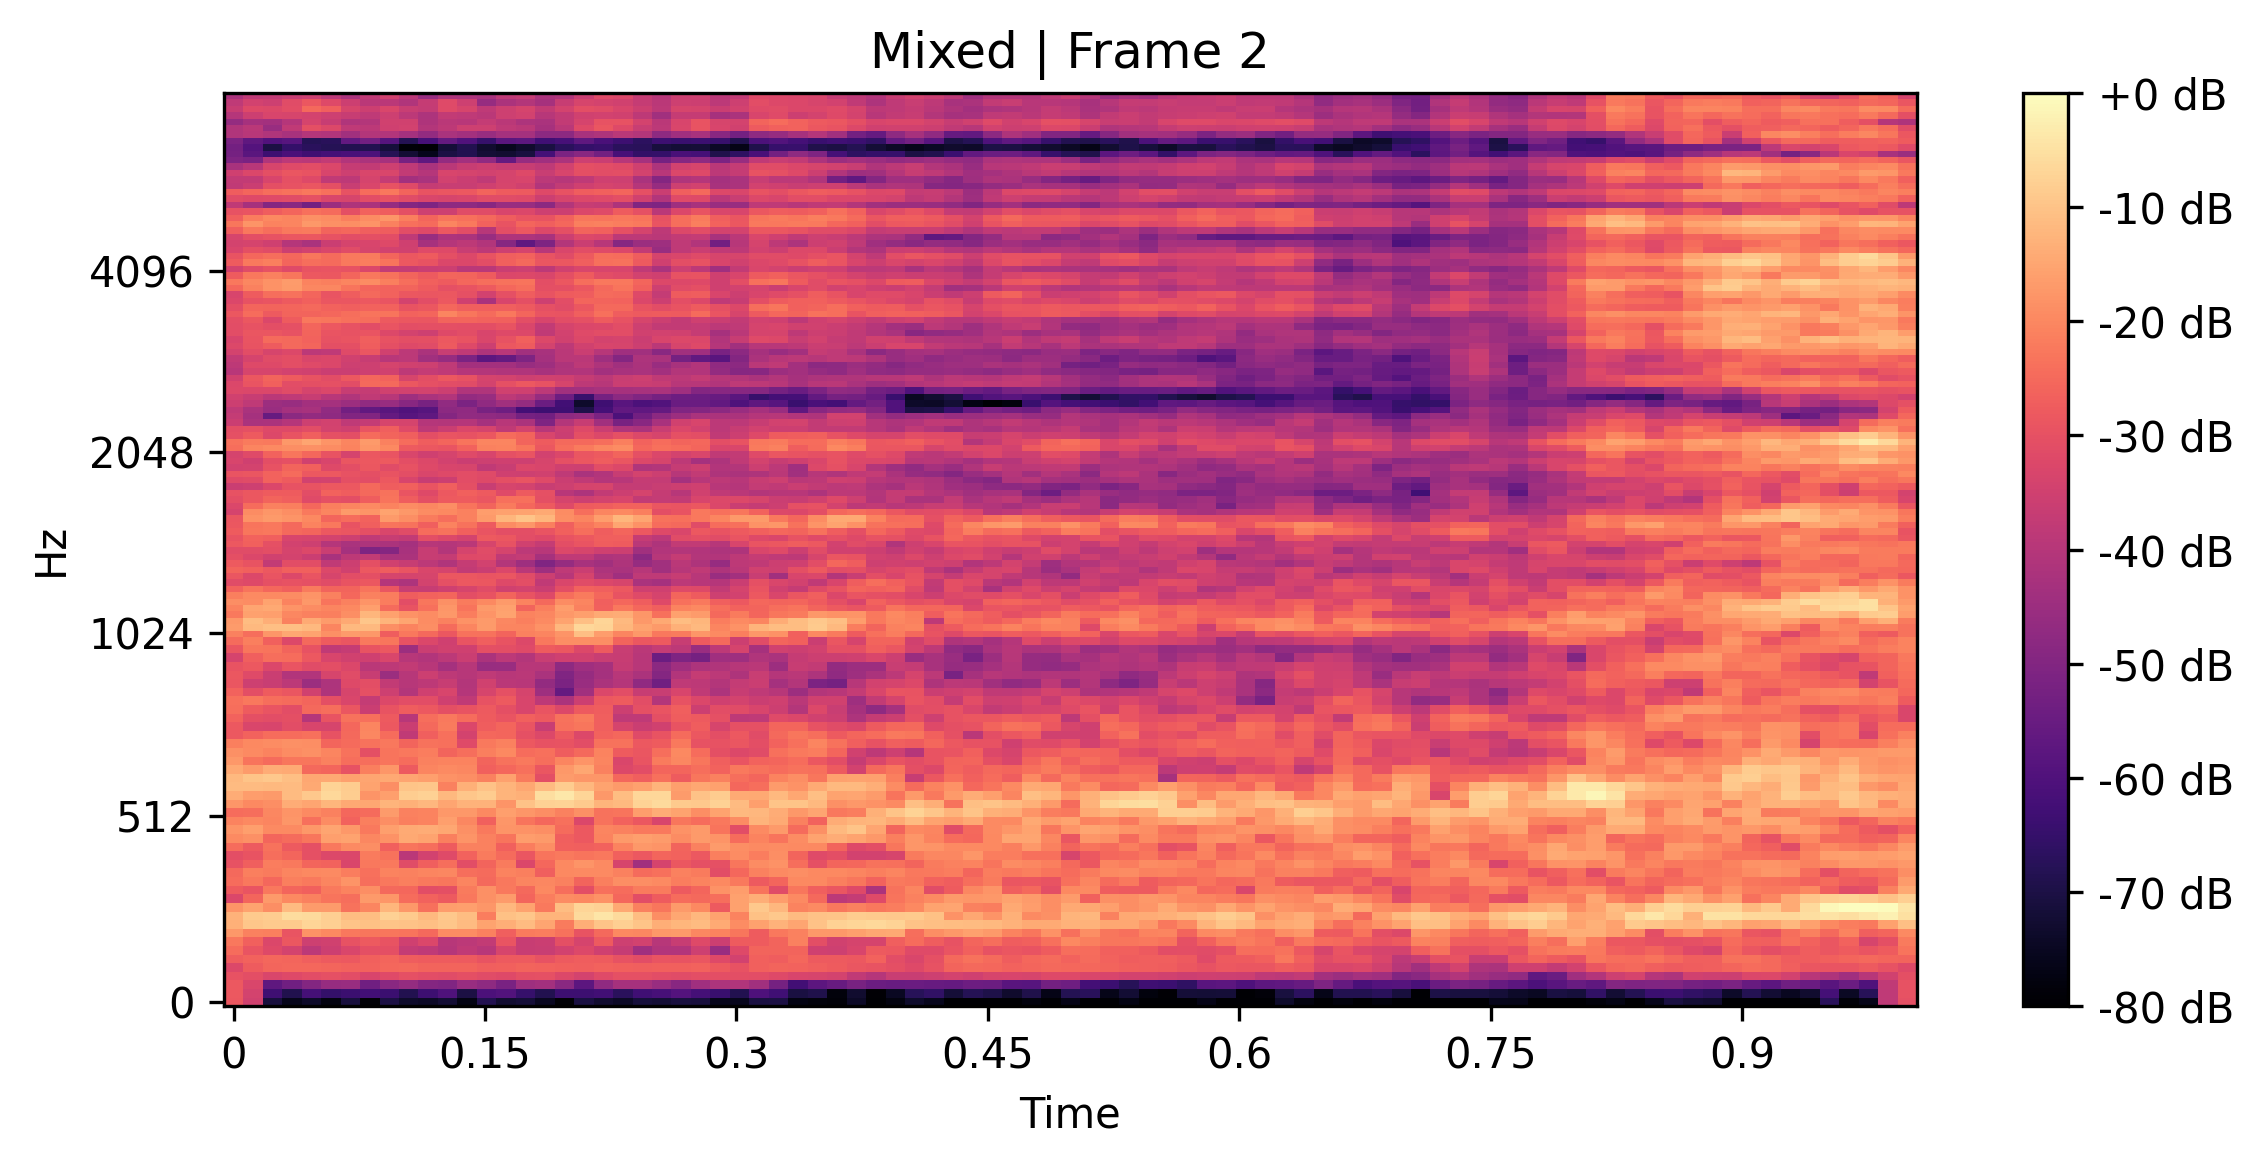 Mixed | Frame 2
Hz
4096
2048
1024
512
0
0 0.15 0.3 0.45 0.6 0.75 0.9
Time
+0 dB
-10 dB
-20 dB
-30 dB
-40 dB
-50 dB
-60 dB
-70 dB
-80 dB